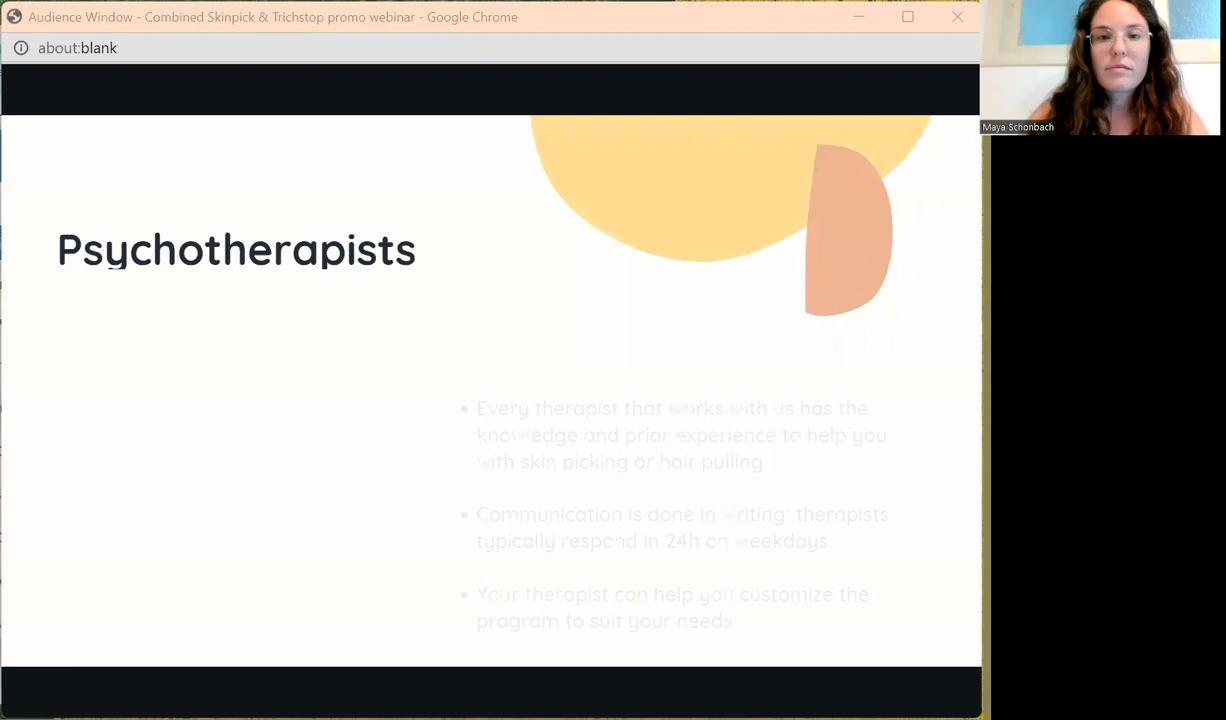 Audience Window - Combined Skinpick & Trichstop promo webinar - Google Chrome
about:blank
Maya Schonbach
Psychotherapists
• Every therapist that works with us has the
knowledge and prior experience to help you
with skin picking or hair pulling
• Communication is done in writing: therapists
typically respond in 24h on weekdays
• Your therapist can help you customize the
program to suit your needs